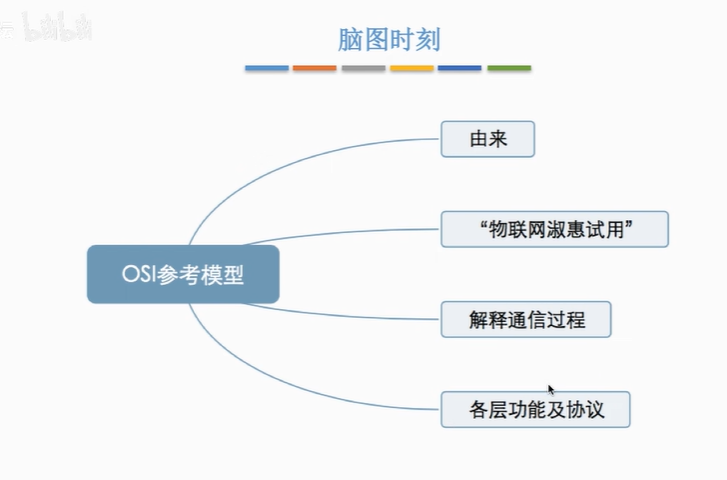 脑图时刻
由来
“物联网淑惠试用”
OSI参考模型
解释通信过程
各层功能及协议